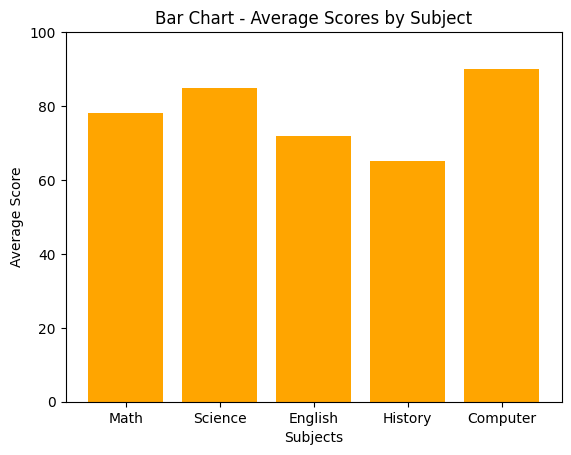 Bar Chart - Average Scores by Subject
100
80
60
40
20
0
Average Score
Math Science English History Computer
Subjects